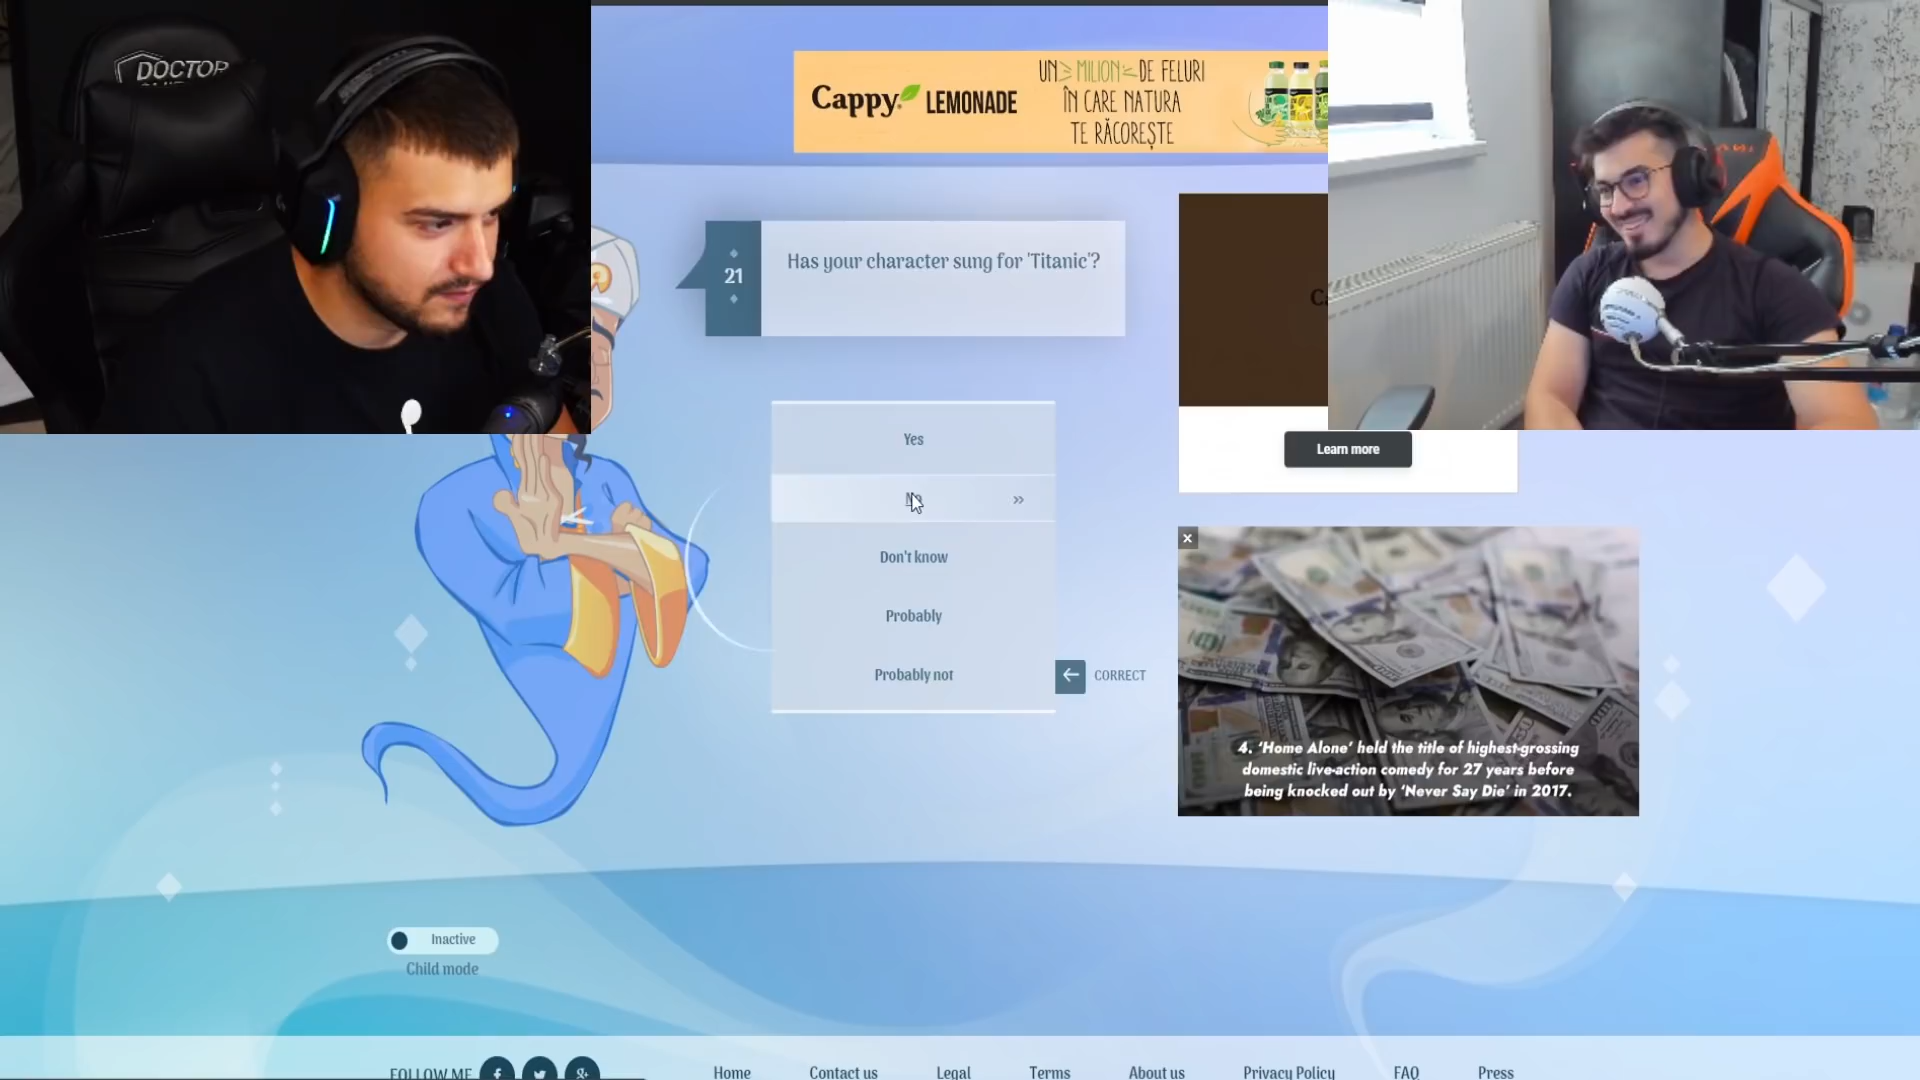 DOCTOR
Cappy LEMONADE
UN MILION DE FELURI
ÎN CARE NATURA
TE RĂCOREȘTE
21
Has your character sung for 'Titanic'?
Yes
Don't know
Probably
Probably not
CORRECT
Learn more
4. ‘Home Alone’ held the title of highest-grossing
domestic live-action comedy for 27 years before
being knocked out by ‘Never Say Die’ in 2017.
Inactive
Child mode
FOLLOW ME
Home Contact us Legal Terms About us Privacy Policy FAQ Press